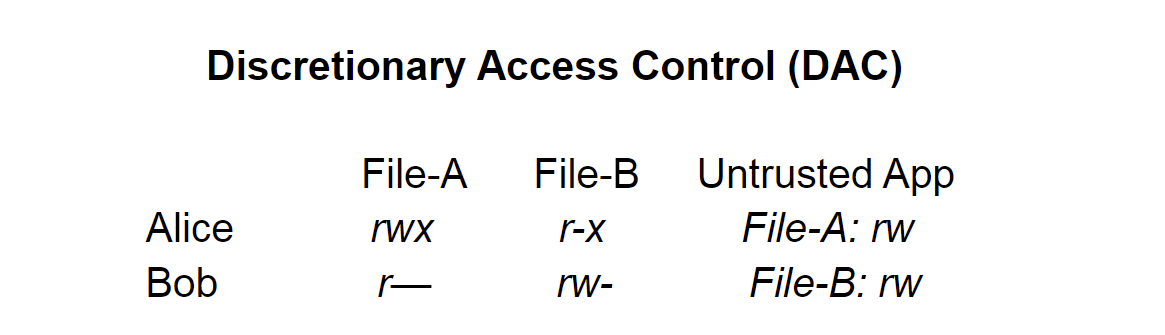 Discretionary Access Control (DAC)
File-A File-B Untrusted App
Alice rwx r-x File-A: rw
Bob r— rw- File-B: rw